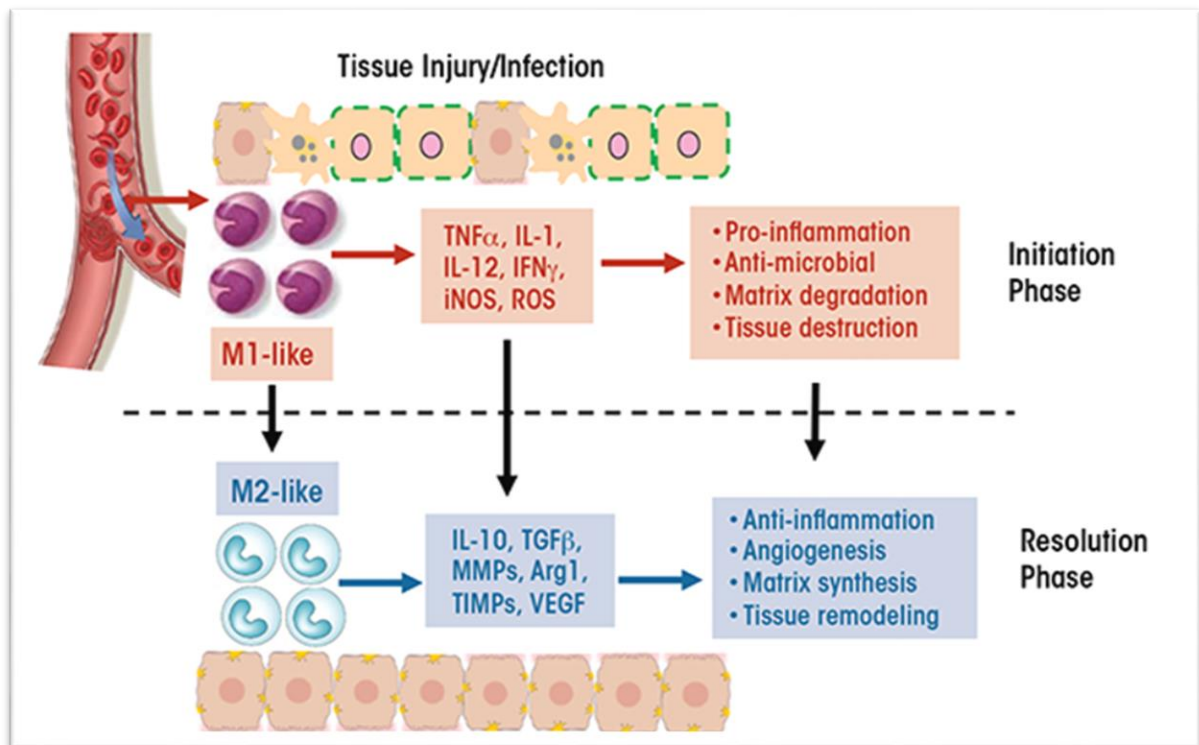 Tissue Injury/Infection
TNFα, IL-1,
IL-12, IFNγ,
iNOS, ROS
• Pro-inflammation
• Anti-microbial
• Matrix degradation
• Tissue destruction
Initiation
Phase
M1-like
M2-like
IL-10, TGFβ,
MMPs, Arg1,
TIMPs, VEGF
• Anti-inflammation
• Angiogenesis
• Matrix synthesis
• Tissue remodeling
Resolution
Phase